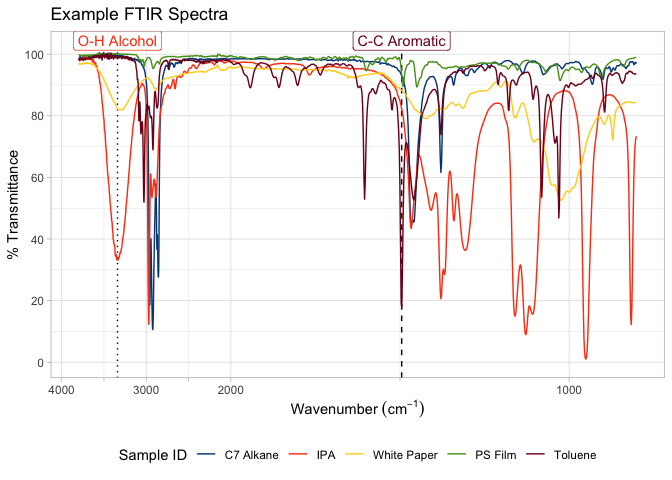 Example FTIR Spectra
O-H Alcohol
C-C Aromatic
100
80
60
40
20
0
% Transmittance
4000 3000 2000 1000
Wavenumber (cm⁻¹)
Sample ID C7 Alkane IPA White Paper PS Film Toluene